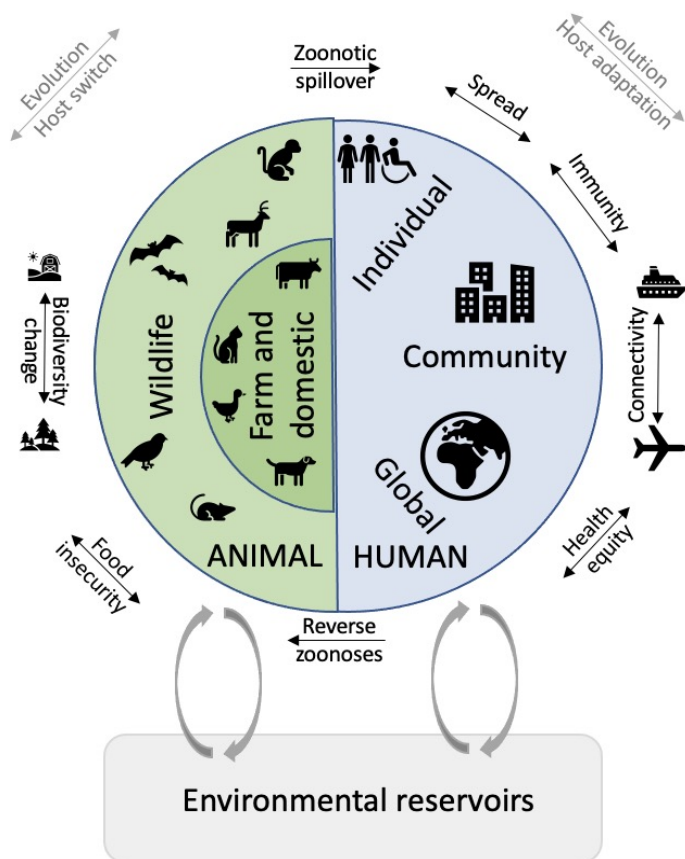 Zoonotic
spillover
Evolution
Host switch
Evolution
Host adaptation
Spread
Immunity
Individual
Biodiversity
change
Wildlife
Farm and
domestic
Community
Connectivity
Global
Food
insecurity
ANIMAL
HUMAN
Health
equity
Reverse
zoonoses
Environmental reservoirs